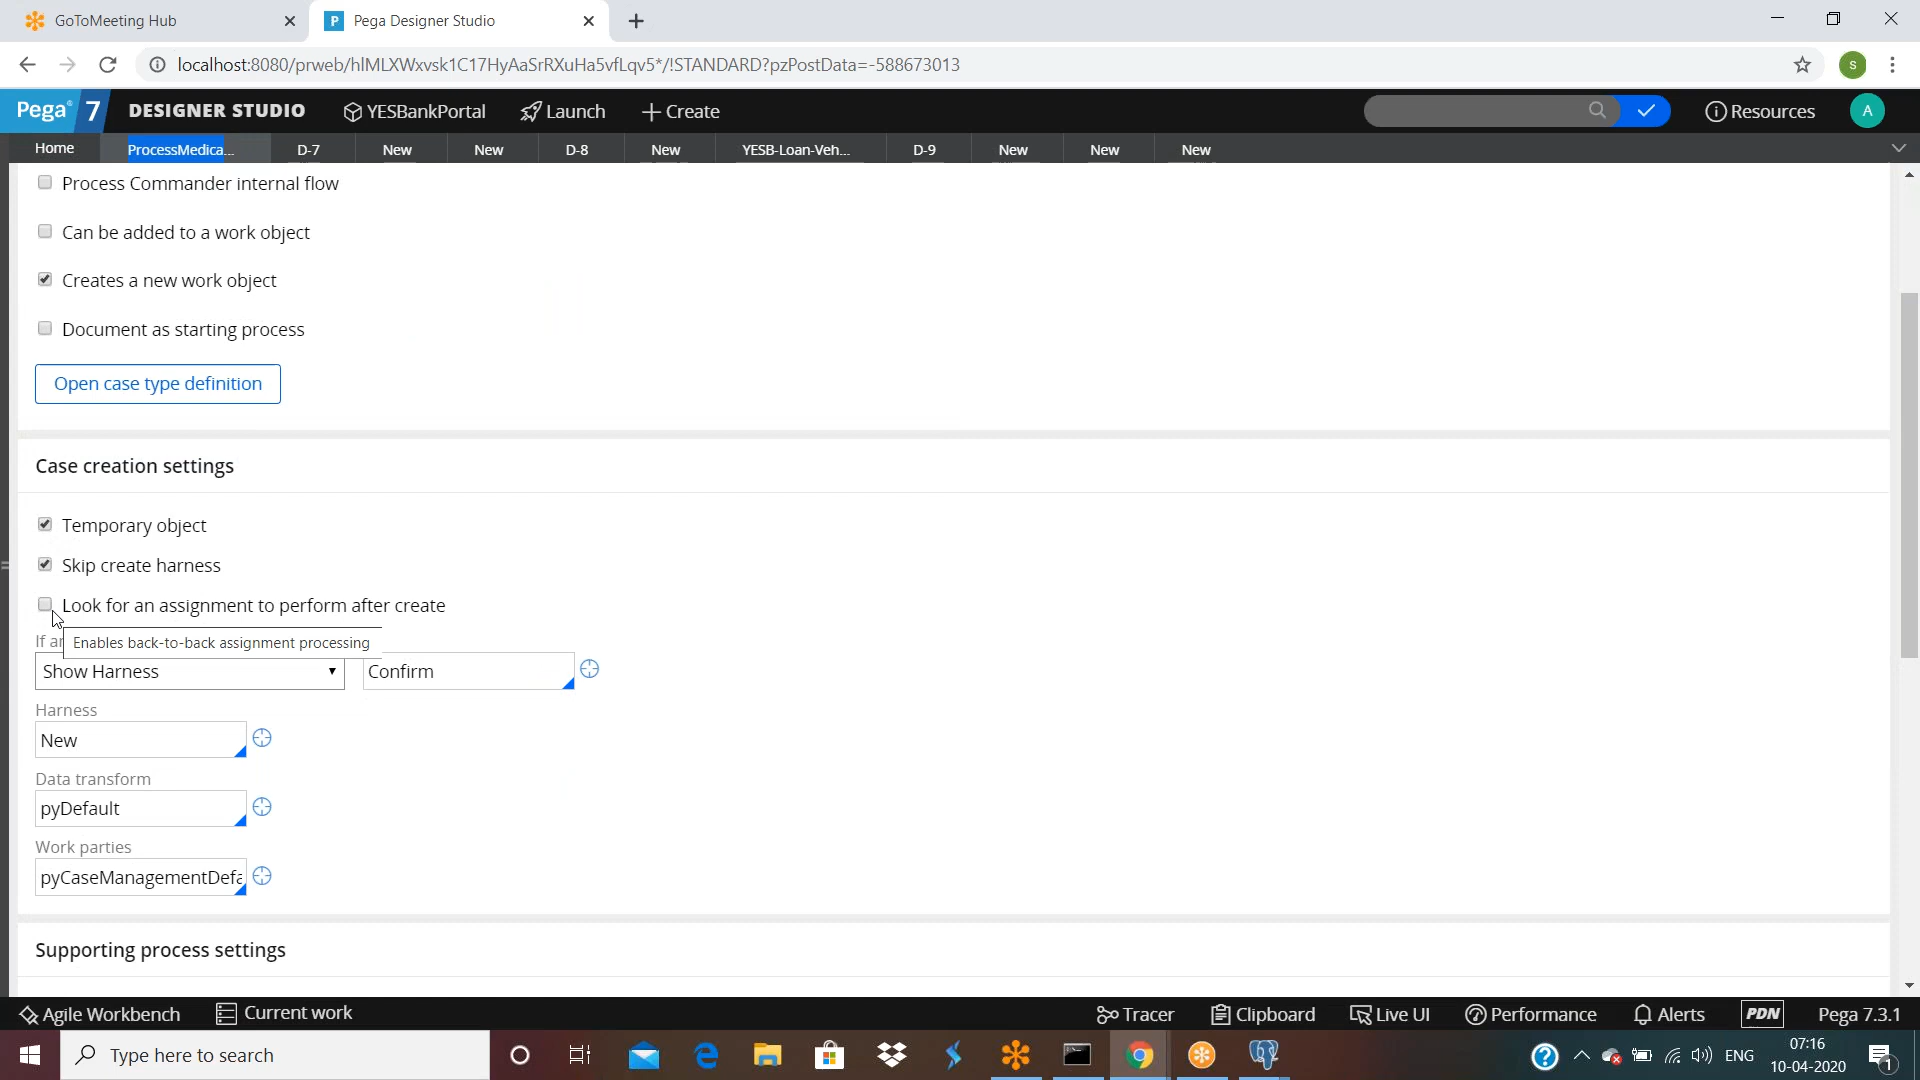 GoToMeeting Hub
P Pega Designer Studio
localhost:8080/prweb/hlMLXWxvsk1C17HyAaSrRXuHa5vfLqv5*/!STANDARD?pzPostData=-588673013
s
Pega 7 DESIGNER STUDIO YESBankPortal Launch Create Resources A
Home ProcessMedica... D-7 New New D-8 New YESB-Loan-Veh... D-9 New New New
Process Commander internal flow
Can be added to a work object
Creates a new work object
Document as starting process
Open case type definition
Case creation settings
Temporary object
Skip create harness
Look for an assignment to perform after create
If
Enables back-to-back assignment processing
Show Harness Confirm
Harness
New
Data transform
pyDefault
Work parties
pyCaseManagementDefa
Supporting process settings
Agile Workbench Current work Tracer Clipboard Live UI Performance Alerts PDN Pega 7.3.1
Type here to search ENG 07:16
10-04-2020
1